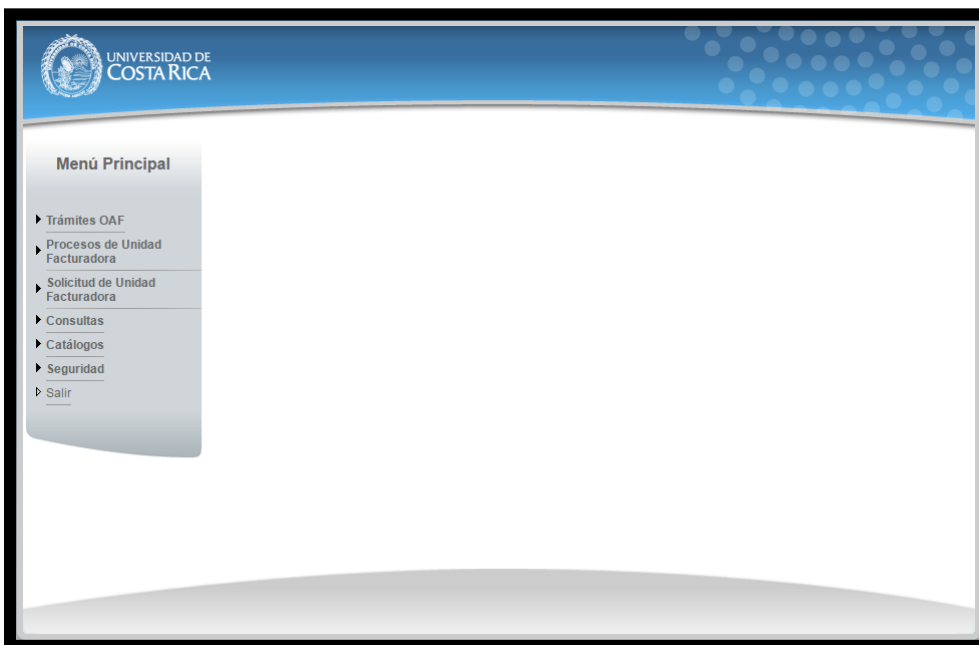 UNIVERSIDAD DE
COSTA RICA
Menú Principal
Trámites OAF
Procesos de Unidad
Facturadora
Solicitud de Unidad
Facturadora
Consultas
Catálogos
Seguridad
Salir